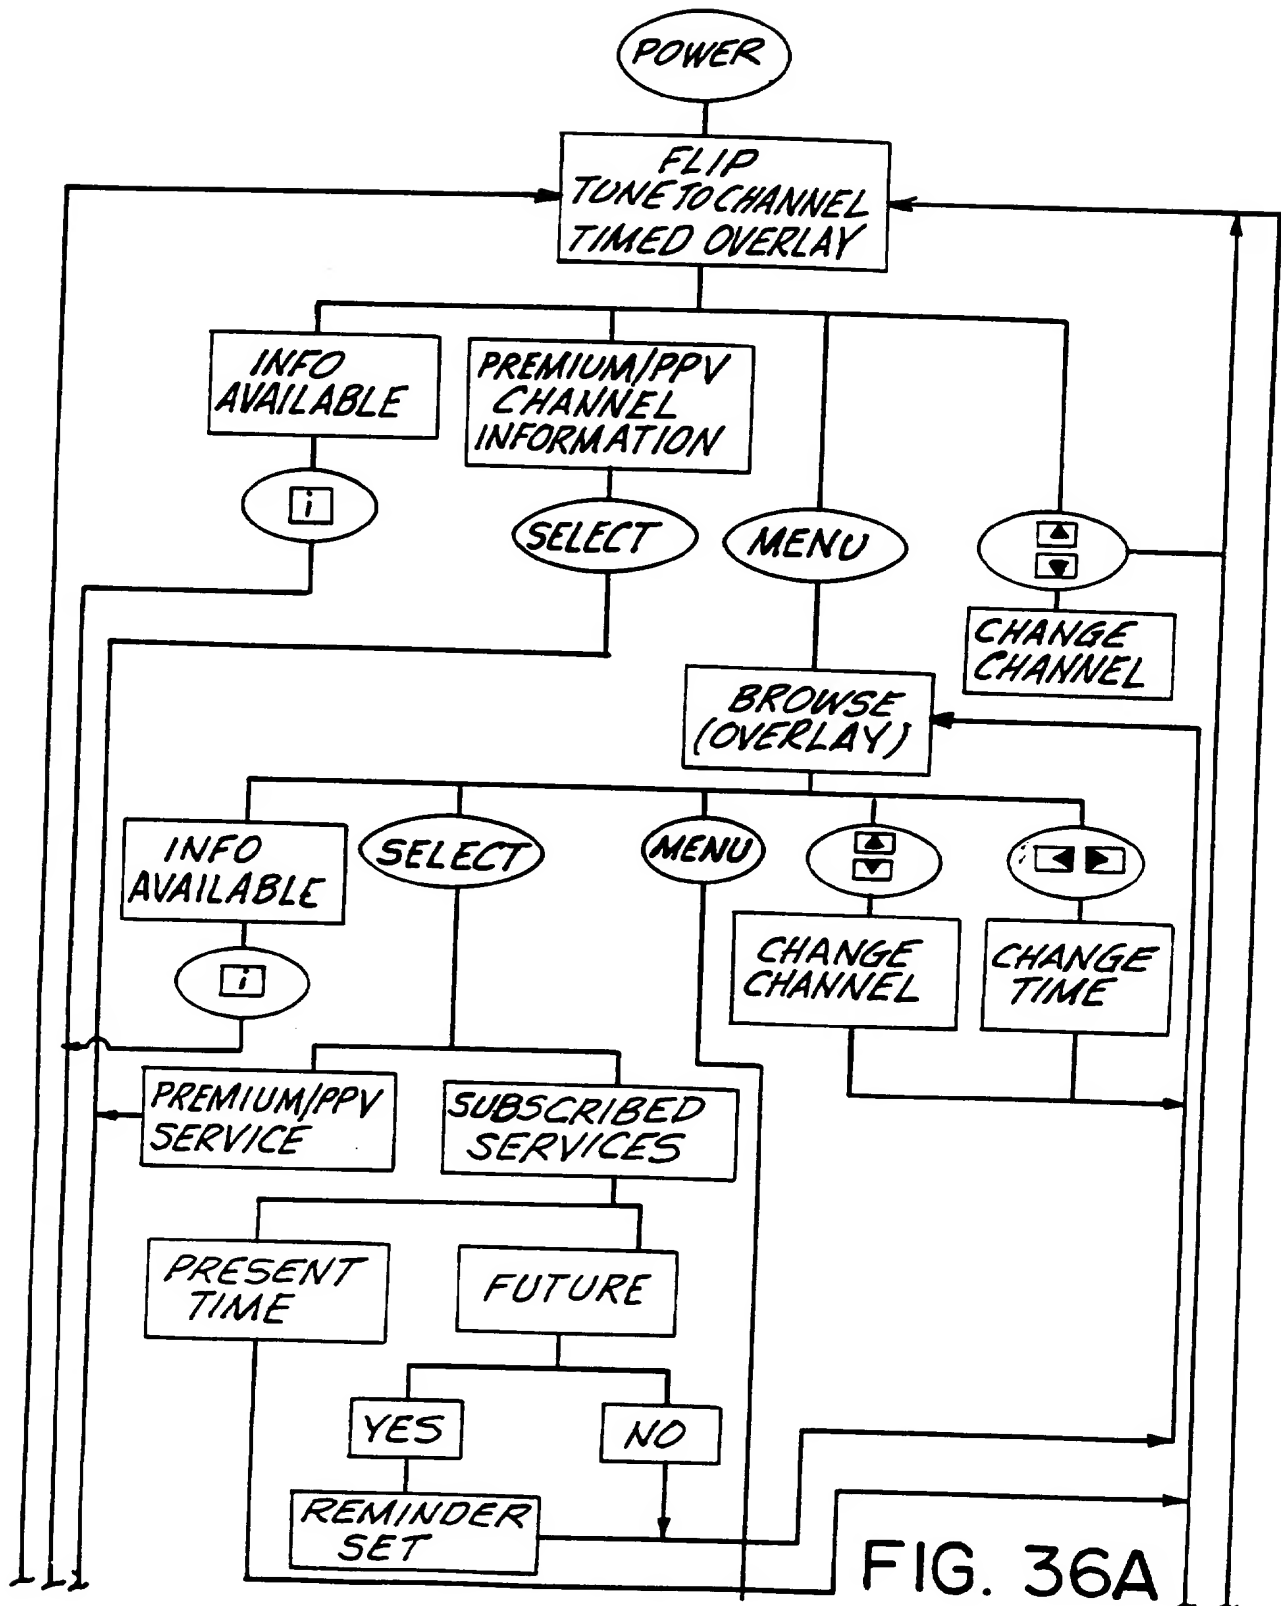 POWER
FLIP
TUNE TO CHANNEL
TIMED OVERLAY
INFO
AVAILABLE
PREMIUM/PPV
CHANNEL
INFORMATION
i
SELECT
MENU
CHANGE
CHANNEL
BROWSE
(OVERLAY)
INFO
AVAILABLE
SELECT
MENU
i
CHANGE
CHANNEL
CHANGE
TIME
PREMIUM/PPV
SERVICE
SUBSCRIBED
SERVICES
PRESENT
TIME
FUTURE
YES
NO
REMINDER
SET
FIG. 36A